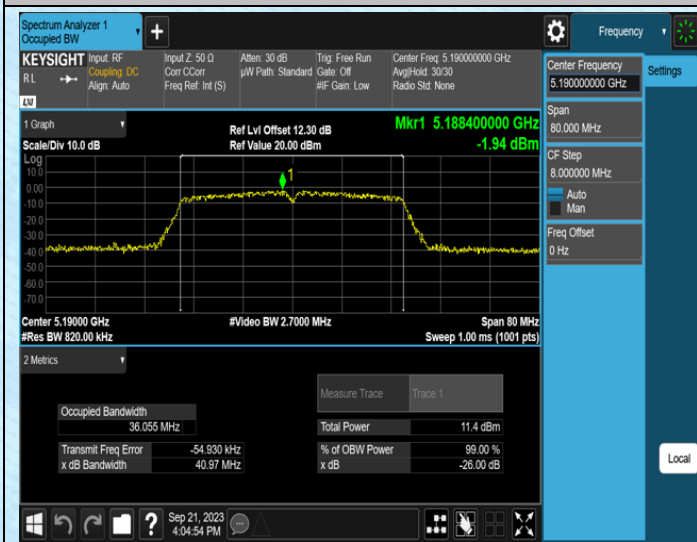 Spectrum Analyzer 1
Occupied BW
Frequency
KEYSIGHT
Input: RF
Coupling: DC
Align: Auto
Input Z: 50 Ω
Corr CCorr
Freq Ref: Int (S)
Atten: 30 dB
µW Path: Standard
Trig: Free Run
Gate: Off
#IF Gain: Low
Center Freq: 5.190000000 GHz
Avg|Hold: 30/30
Radio Std: None
R L
LXI
Center Frequency
5.190000000 GHz
Settings
Span
80.000 MHz
CF Step
8.000000 MHz
Auto
Man
Freq Offset
0 Hz
1 Graph
Scale/Div 10.0 dB
Ref Lvl Offset 12.30 dB
Ref Value 20.00 dBm
Mkr1 5.188400000 GHz
-1.94 dBm
Log
10.0
0.00
-10.0
-20.0
-30.0
-40.0
-50.0
-60.0
-70.0
1
Center 5.19000 GHz
#Res BW 820.00 kHz
#Video BW 2.7000 MHz
Span 80 MHz
Sweep 1.00 ms (1001 pts)
2 Metrics
Measure Trace Trace 1
Occupied Bandwidth
36.055 MHz
Total Power 11.4 dBm
Transmit Freq Error -54.930 kHz
% of OBW Power 99.00 %
x dB Bandwidth 40.97 MHz
x dB -26.00 dB
Local
?
Sep 21, 2023
4:04:54 PM